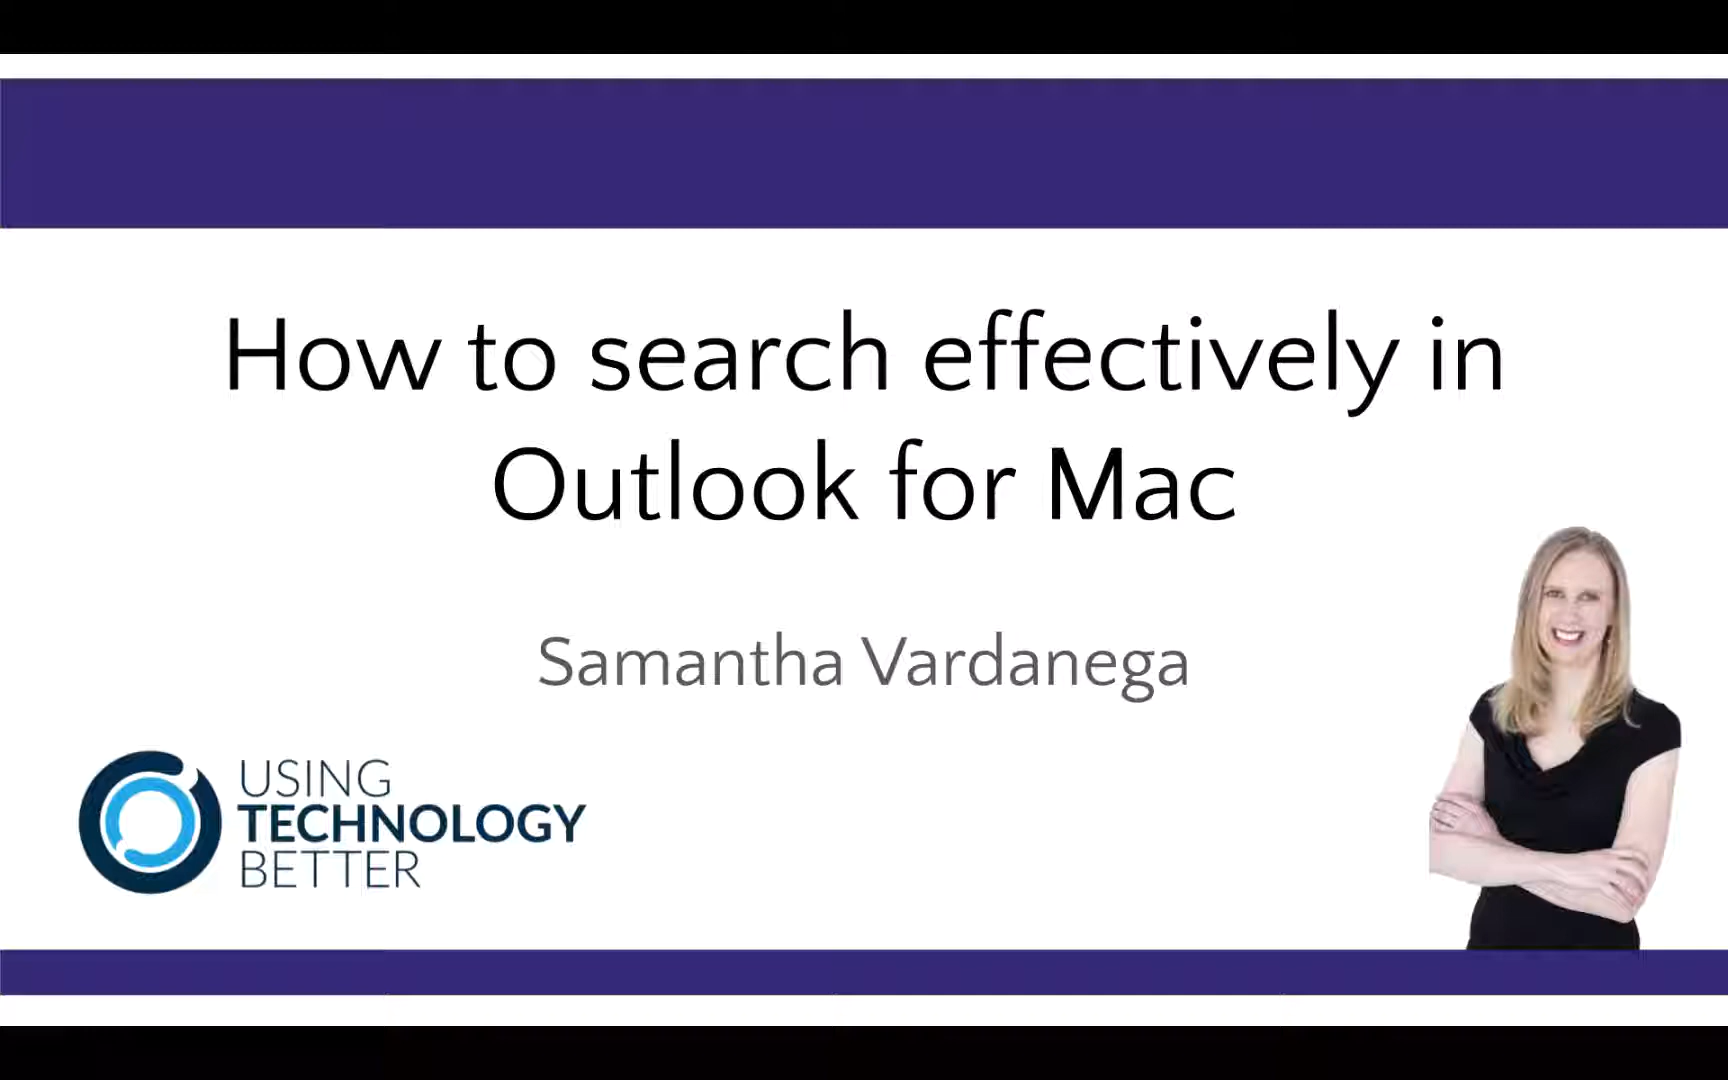 How to search effectively in
Outlook for Mac
Samantha Vardanega
USING
TECHNOLOGY
BETTER